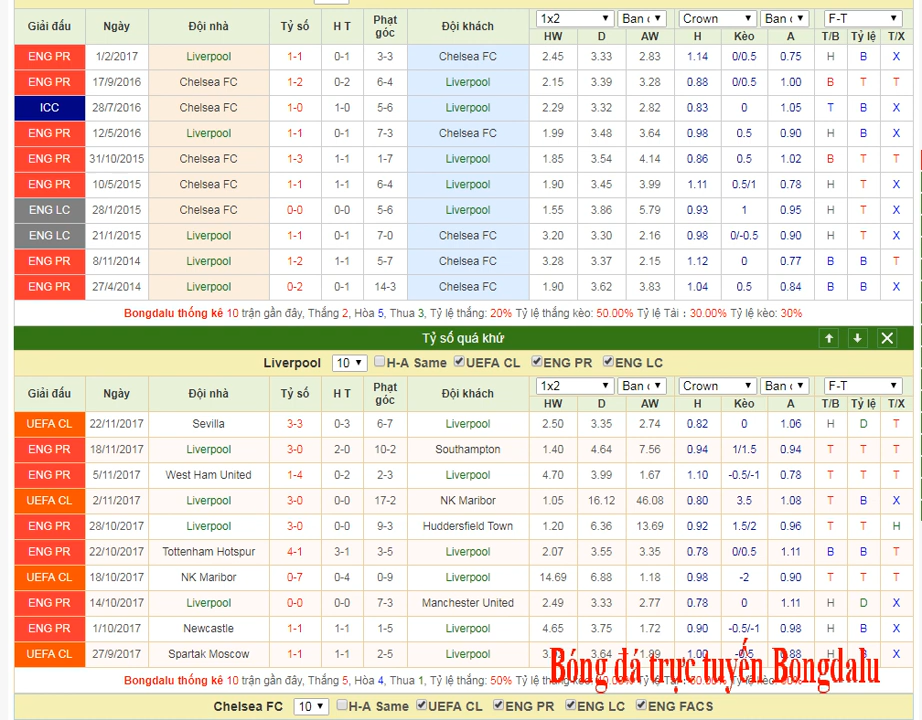 Giải đấu Ngày Đội nhà Tỷ số H T Phạt góc Đội khách 1x2 Ban c Crown Ban c F-T
HW D AW H Kèo A T/B Tỷ lệ T/X
ENG PR 1/2/2017 Liverpool 1-1 0-1 3-3 Chelsea FC 2.45 3.33 2.83 1.14 0/0.5 0.75 H B X
ENG PR 17/9/2016 Chelsea FC 1-2 0-2 6-4 Liverpool 2.15 3.39 3.28 0.88 0/0.5 1.00 B T T
ICC 28/7/2016 Chelsea FC 1-0 1-0 5-6 Liverpool 2.29 3.32 2.82 0.83 0 1.05 T B X
ENG PR 12/5/2016 Liverpool 1-1 0-1 7-3 Chelsea FC 1.99 3.48 3.64 0.98 0.5 0.90 H B X
ENG PR 31/10/2015 Chelsea FC 1-3 1-1 1-7 Liverpool 1.85 3.54 4.14 0.86 0.5 1.02 B T T
ENG PR 10/5/2015 Chelsea FC 1-1 1-1 6-4 Liverpool 1.90 3.45 3.99 1.11 0.5/1 0.78 H T X
ENG LC 28/1/2015 Chelsea FC 0-0 0-0 5-6 Liverpool 1.55 3.86 5.79 0.93 1 0.95 H T X
ENG LC 21/1/2015 Liverpool 1-1 0-1 7-0 Chelsea FC 3.20 3.30 2.16 0.98 0/-0.5 0.90 H T X
ENG PR 8/11/2014 Liverpool 1-2 1-1 5-7 Chelsea FC 3.28 3.37 2.15 1.12 0 0.77 B B T
ENG PR 27/4/2014 Liverpool 0-2 0-1 14-3 Chelsea FC 1.90 3.62 3.83 1.04 0.5 0.84 B B X
Bongdalu thống kê 10 trận gần đây, Thắng 2, Hòa 5, Thua 3, Tỷ lệ thắng: 20% Tỷ lệ thắng kèo: 50.00% Tỷ lệ Tài : 30.00% Tỷ lệ kèo: 30%
Tỷ số quá khứ
Liverpool 10 H-A Same UEFA CL ENG PR ENG LC
Giải đấu Ngày Đội nhà Tỷ số H T Phạt góc Đội khách 1x2 Ban c Crown Ban c F-T
HW D AW H Kèo A T/B Tỷ lệ T/X
UEFA CL 22/11/2017 Sevilla 3-3 0-3 6-7 Liverpool 2.50 3.35 2.74 0.82 0 1.06 H D T
ENG PR 18/11/2017 Liverpool 3-0 2-0 10-2 Southampton 1.40 4.64 7.56 0.94 1/1.5 0.94 T T T
ENG PR 5/11/2017 West Ham United 1-4 0-2 2-3 Liverpool 4.70 3.99 1.67 1.10 -0.5/-1 0.78 T T T
UEFA CL 2/11/2017 Liverpool 3-0 0-0 17-2 NK Maribor 1.05 16.12 46.08 0.80 3.5 1.08 T B X
ENG PR 28/10/2017 Liverpool 3-0 0-0 9-3 Huddersfield Town 1.20 6.36 13.69 0.92 1.5/2 0.96 T T H
ENG PR 22/10/2017 Tottenham Hotspur 4-1 3-1 3-5 Liverpool 2.07 3.55 3.35 0.78 0/0.5 1.11 B B T
UEFA CL 18/10/2017 NK Maribor 0-7 0-4 0-9 Liverpool 14.69 6.88 1.18 0.98 -2 0.90 T T T
ENG PR 14/10/2017 Liverpool 0-0 0-0 7-3 Manchester United 2.49 3.33 2.77 0.78 0 1.11 H D X
ENG PR 1/10/2017 Newcastle 1-1 1-1 1-5 Liverpool 4.65 3.75 1.72 0.90 -0.5/-1 0.98 H B X
UEFA CL 27/9/2017 Spartak Moscow 1-1 1-1 2-5 Liverpool 3.64 1.89 1.00 0.88 H B X
Bóng đá trực tuyến Bongdalu
Bongdalu thống kê 10 trận gần đây, Thắng 5, Hòa 4, Thua 1, Tỷ lệ thắng: 50% Tỷ lệ thắng kèo:
Chelsea FC 10 H-A Same UEFA CL ENG PR ENG LC ENG FACS